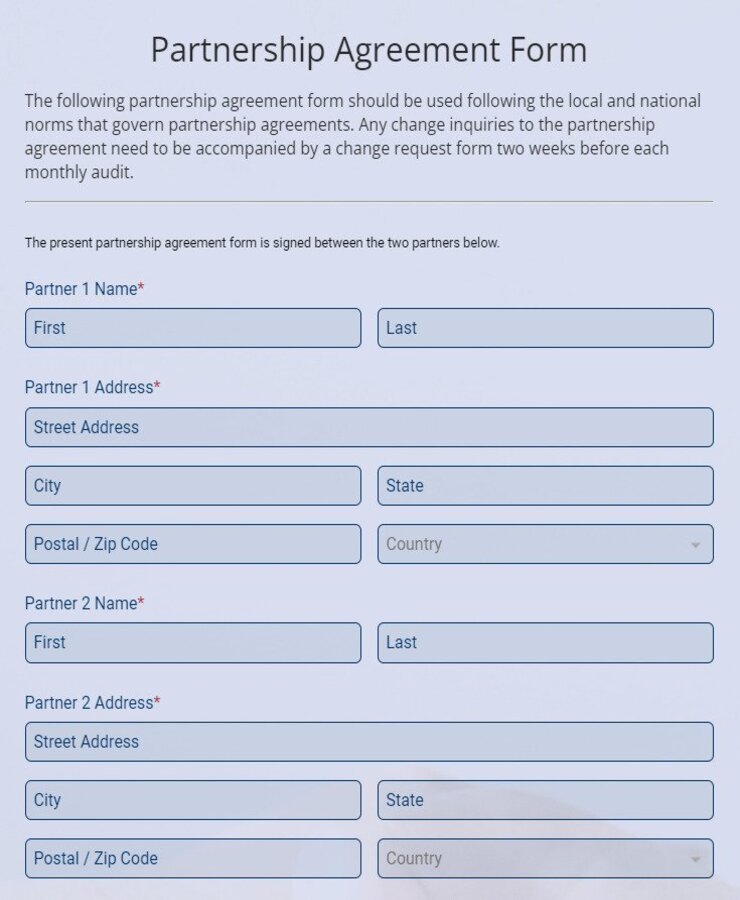 Partnership Agreement Form
The following partnership agreement form should be used following the local and national
norms that govern partnership agreements. Any change inquiries to the partnership
agreement need to be accompanied by a change request form two weeks before each
monthly audit.
The present partnership agreement form is signed between the two partners below.
Partner 1 Name*
First Last
Partner 1 Address*
Street Address
City State
Postal / Zip Code Country
Partner 2 Name*
First Last
Partner 2 Address*
Street Address
City State
Postal / Zip Code Country